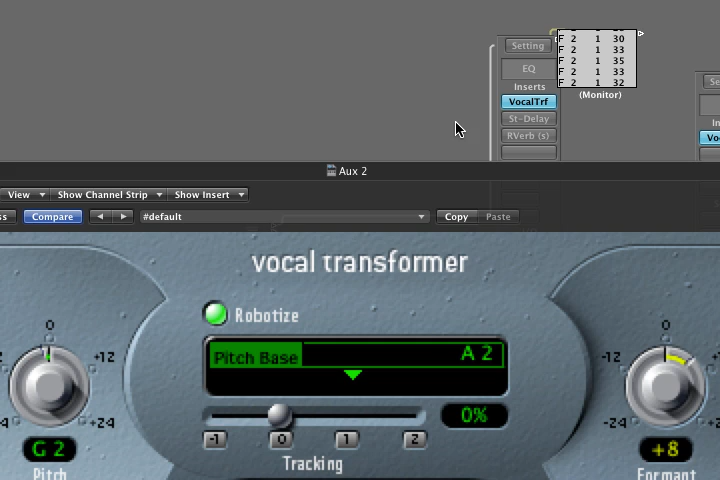 F 2 1 30
Setting
F 2 1 33
F 2 1 35
EQ
F 2 1 33
F 2 1 32
Inserts
(Monitor)
VocalTrf
St-Delay
RVerb (s)
Aux 2
View Show Channel Strip Show Insert
Compare #default Copy Paste
vocal transformer
Robotize
0 0
Pitch Base A 2
+12 -12
+24 -24
0%
-1 0 1 2
G 2 +8
Tracking
Pitch Formant